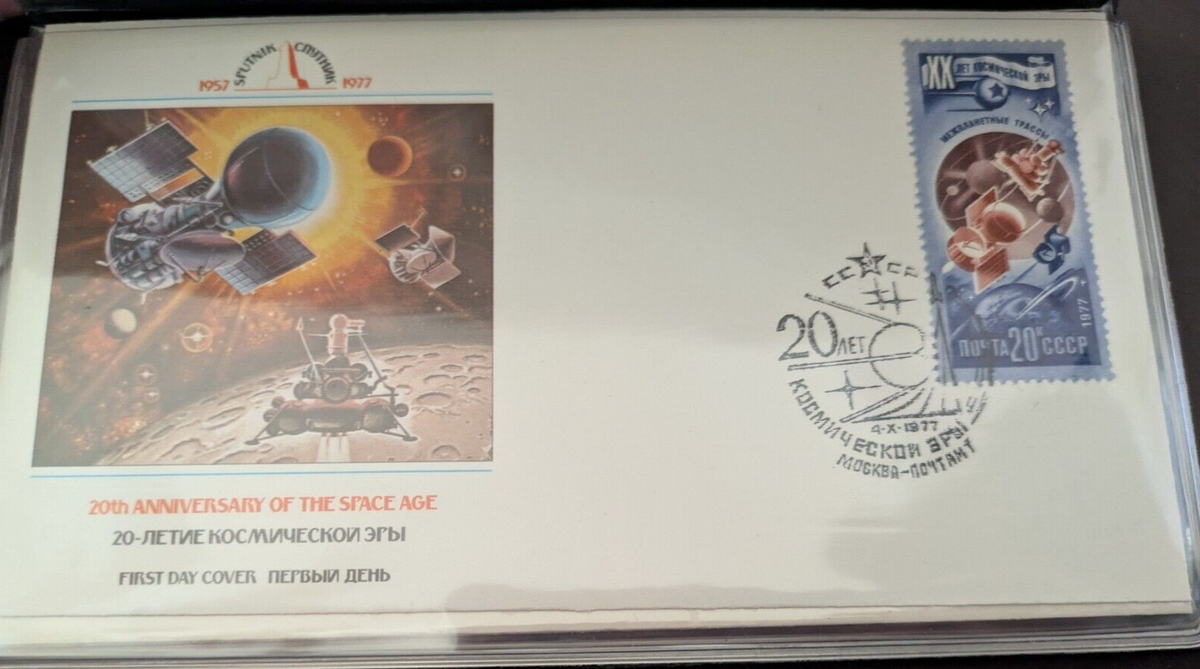 SPUTNIK СПУТНИК
1957 1977
20th ANNIVERSARY OF THE SPACE AGE
20-ЛЕТИЕ КОСМИЧЕСКОЙ ЭРЫ
FIRST DAY COVER ПЕРВЫЙ ДЕНЬ
XX ЛЕТ КОСМИЧЕСКОЙ ЭРЫ
МЕЖПЛАНЕТНЫЕ ТРАССЫ
1977
ПОЧТА 20К СССР
СССР
20 ЛЕТ
4-X-1977
КОСМИЧЕСКОЙ ЭРЫ
МОСКВА-ПОЧТАМТ